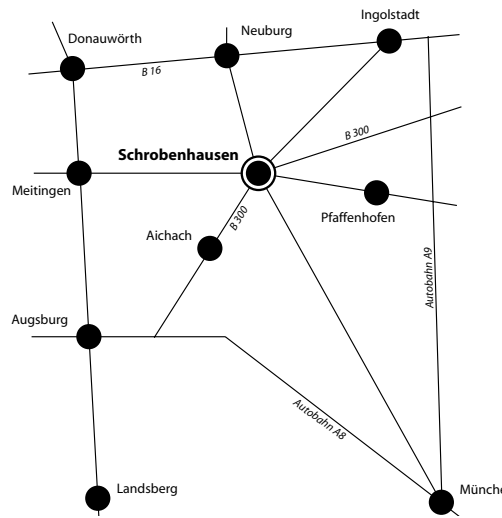 Ingolstadt
Neuburg
Donauwörth
B 16
B 300
Schrobenhausen
Meitingen
Pfaffenhofen
B 300
Aichach
Autobahn A9
Augsburg
Autobahn A8
Landsberg
Münche